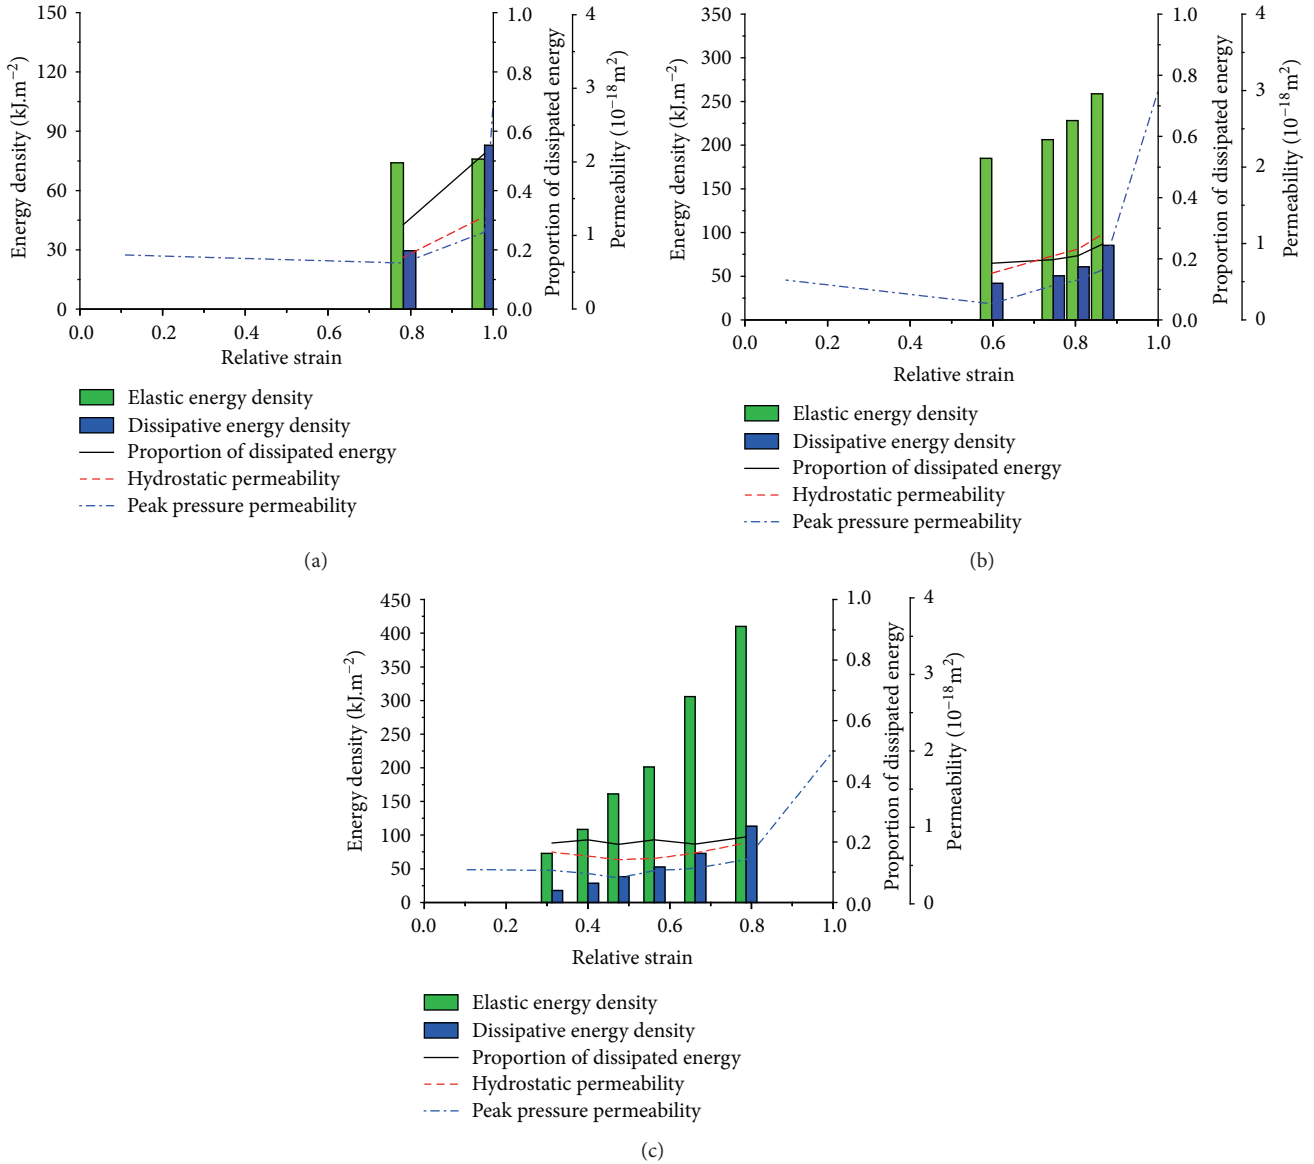 150
120
90
60
30
0
Energy density (kJ.m−2)
0.0
0.2
0.4
0.6
0.8
1.0
Relative strain
1.0
0.8
0.6
0.4
0.2
0.0
Proportion of dissipated energy
4
3
2
1
0
Permeability (10−18m2)
Elastic energy density
Dissipative energy density
Proportion of dissipated energy
Hydrostatic permeability
Peak pressure permeability
(a)
350
300
250
200
150
100
50
0
Energy density (kJ.m−2)
0.0
0.2
0.4
0.6
0.8
1.0
Relative strain
1.0
0.8
0.6
0.4
0.2
0.0
Proportion of dissipated energy
4
3
2
1
0
Permeability (10−18m2)
Elastic energy density
Dissipative energy density
Proportion of dissipated energy
Hydrostatic permeability
Peak pressure permeability
(b)
450
400
350
300
250
200
150
100
50
0
Energy density (kJ.m−2)
0.0
0.2
0.4
0.6
0.8
1.0
Relative strain
1.0
0.8
0.6
0.4
0.2
0.0
Proportion of dissipated energy
4
3
2
1
0
Permeability (10−18m2)
Elastic energy density
Dissipative energy density
Proportion of dissipated energy
Hydrostatic permeability
Peak pressure permeability
(c)